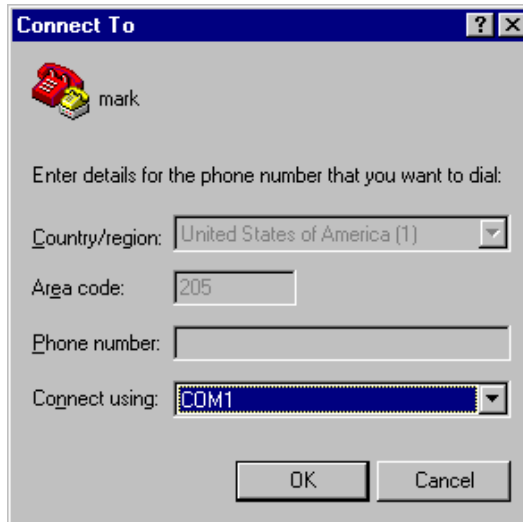 Connect To
mark
Enter details for the phone number that you want to dial:
Country/region: United States of America (1)
Area code: 205
Phone number:
Connect using: COM1
OK Cancel